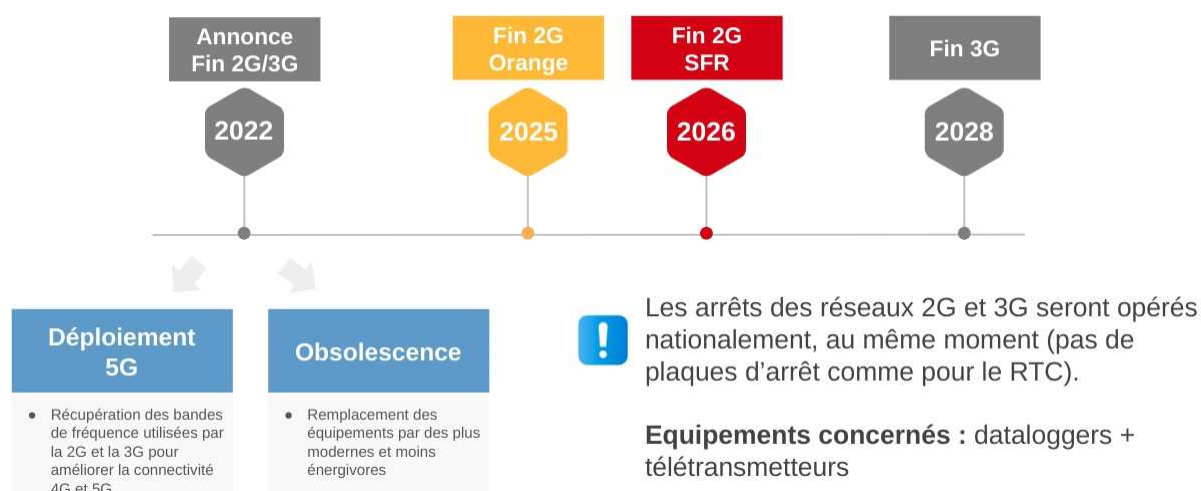 Annonce
Fin 2G/3G
Fin 2G
Orange
Fin 2G
SFR
Fin 3G
2022
2025
2026
2028
Déploiement
5G
● Récupération des bandes
de fréquence utilisées par
la 2G et la 3G pour
améliorer la connectivité
4G et 5G
Obsolescence
● Remplacement des
équipements par des plus
modernes et moins
énergivores
Les arrêts des réseaux 2G et 3G seront opérés
nationalement, au même moment (pas de
plaques d’arrêt comme pour le RTC).
Equipements concernés : dataloggers +
télétransmetteurs